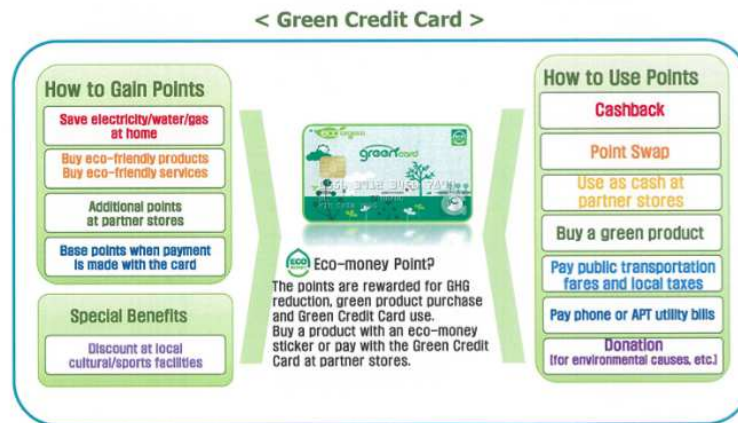 < Green Credit Card >
How to Gain Points
Save electricity/water/gas
at home
Buy eco-friendly products
Buy eco-friendly services
Additional points
at partner stores
Base points when payment
is made with the card
Special Benefits
Discount at local
cultural/sports facilities
green card
Eco-money Point?
The points are rewarded for GHG
reduction, green product purchase
and Green Credit Card use.
Buy a product with an eco-money
sticker or pay with the Green Credit
Card at partner stores.
How to Use Points
Cashback
Point Swap
Use as cash at
partner stores
Buy a green product
Pay public transportation
fares and local taxes
Pay phone or APT utility bills
Donation
(for environmental causes, etc.)